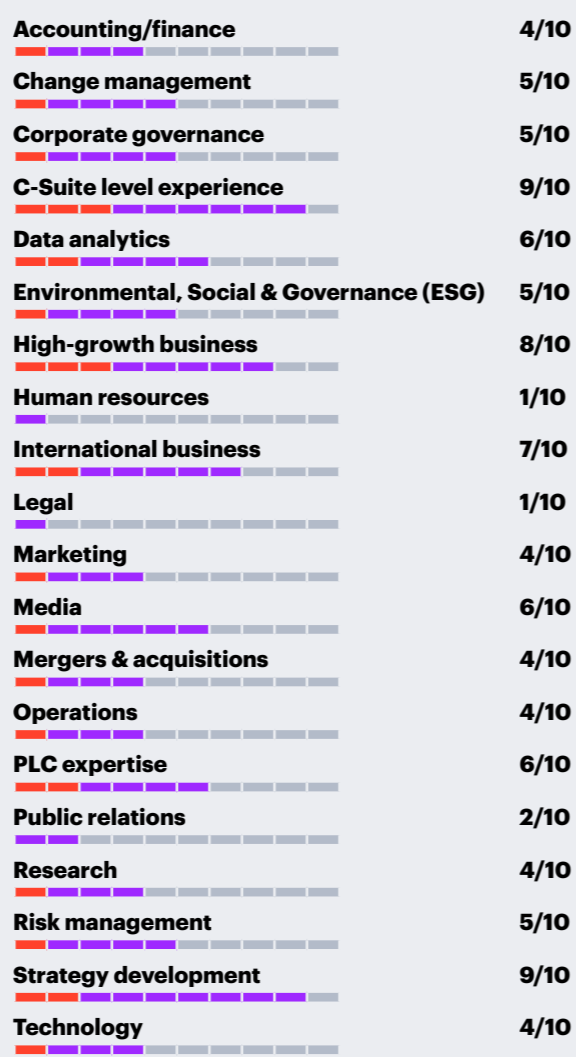 Accounting/finance 4/10
Change management 5/10
Corporate governance 5/10
C-Suite level experience 9/10
Data analytics 6/10
Environmental, Social & Governance (ESG) 5/10
High-growth business 8/10
Human resources 1/10
International business 7/10
Legal 1/10
Marketing 4/10
Media 6/10
Mergers & acquisitions 4/10
Operations 4/10
PLC expertise 6/10
Public relations 2/10
Research 4/10
Risk management 5/10
Strategy development 9/10
Technology 4/10